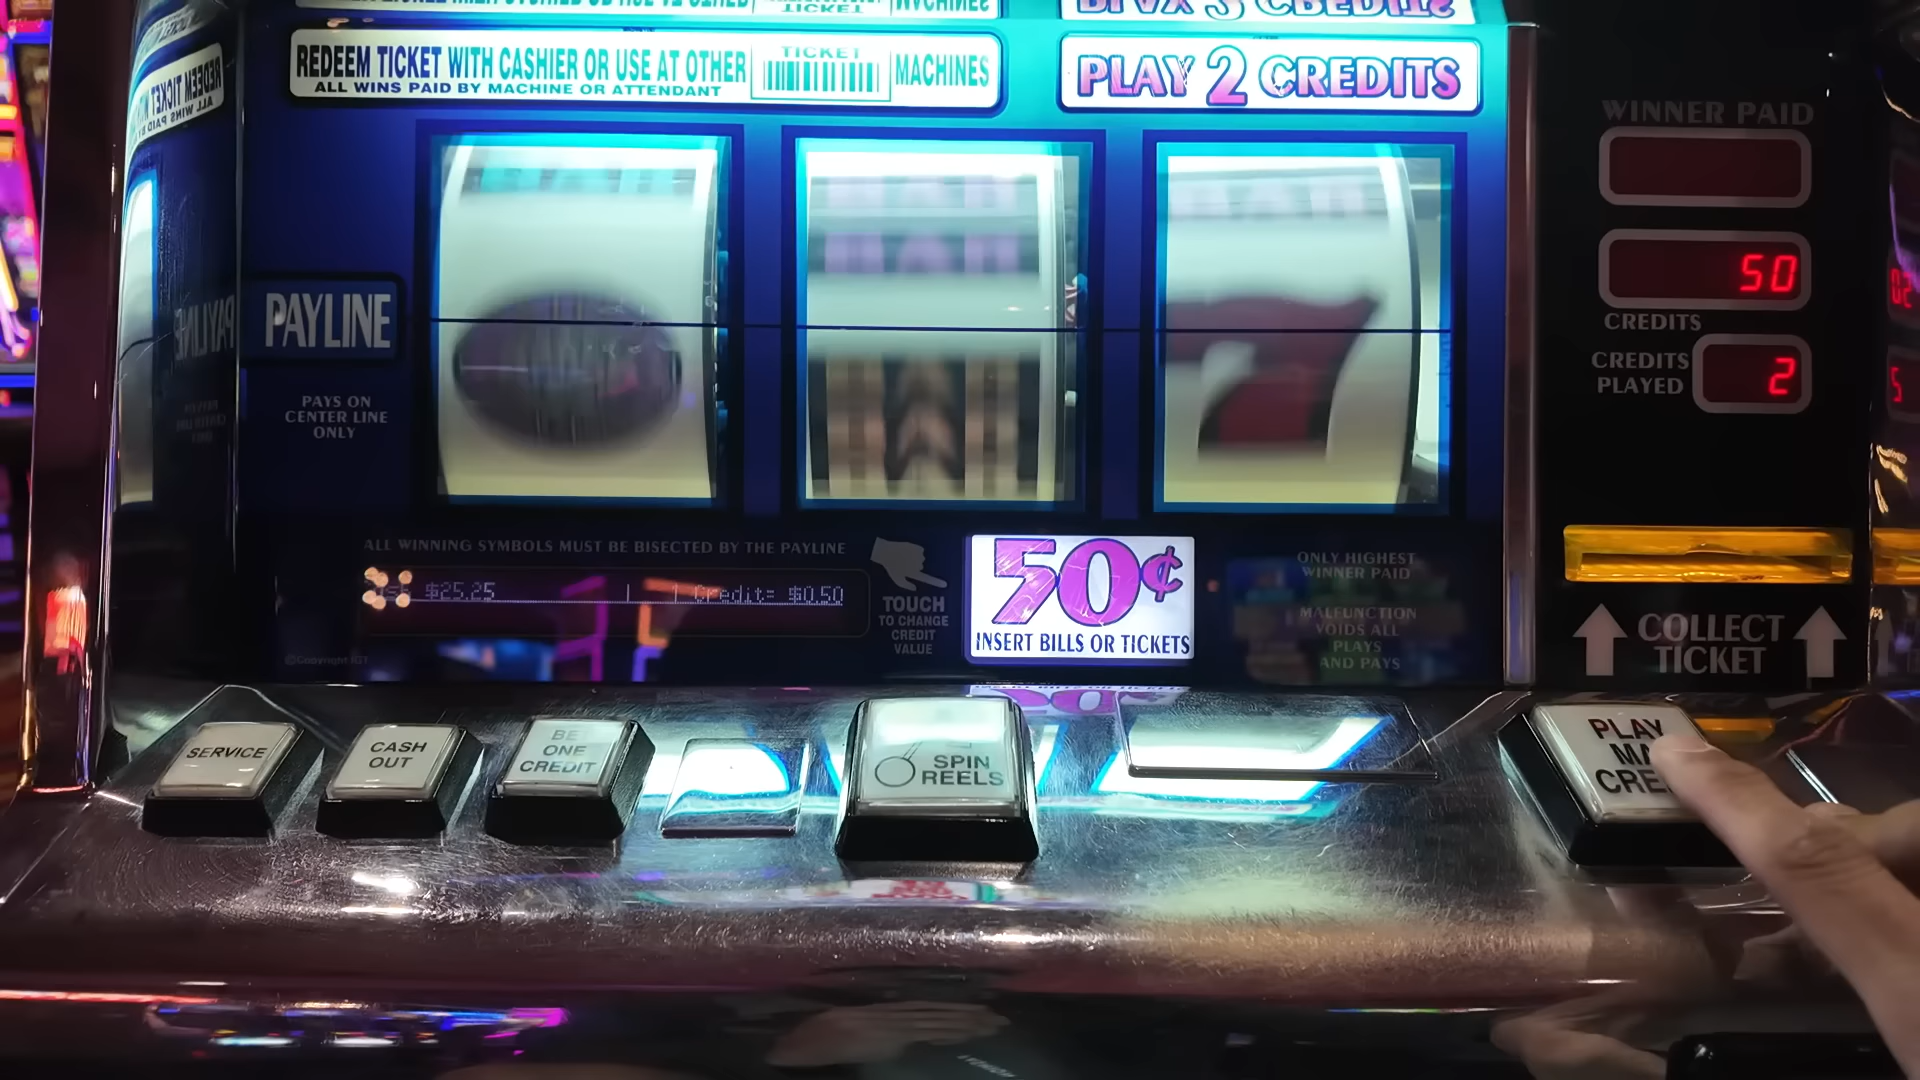 REDEEM TICKET WITH CASHIER OR USE AT OTHER MACHINES
TICKET
ALL WINS PAID BY MACHINE OR ATTENDANT
PLAY 2 CREDITS
WINNER PAID
50
CREDITS
CREDITS PLAYED
2
PAYLINE
PAYS ON
CENTER LINE
ONLY
ALL WINNING SYMBOLS MUST BE BISECTED BY THE PAYLINE
$25.25
Credit= $0.50
TOUCH
TO CHANGE
CREDIT
VALUE
50¢
INSERT BILLS OR TICKETS
ONLY HIGHEST
WINNER PAID
MALFUNCTION
VOIDS ALL
PLAYS
AND PAYS
COLLECT
TICKET
©Copyright IGT
SERVICE
CASH
OUT
BET
ONE
CREDIT
SPIN
REELS
PLAY